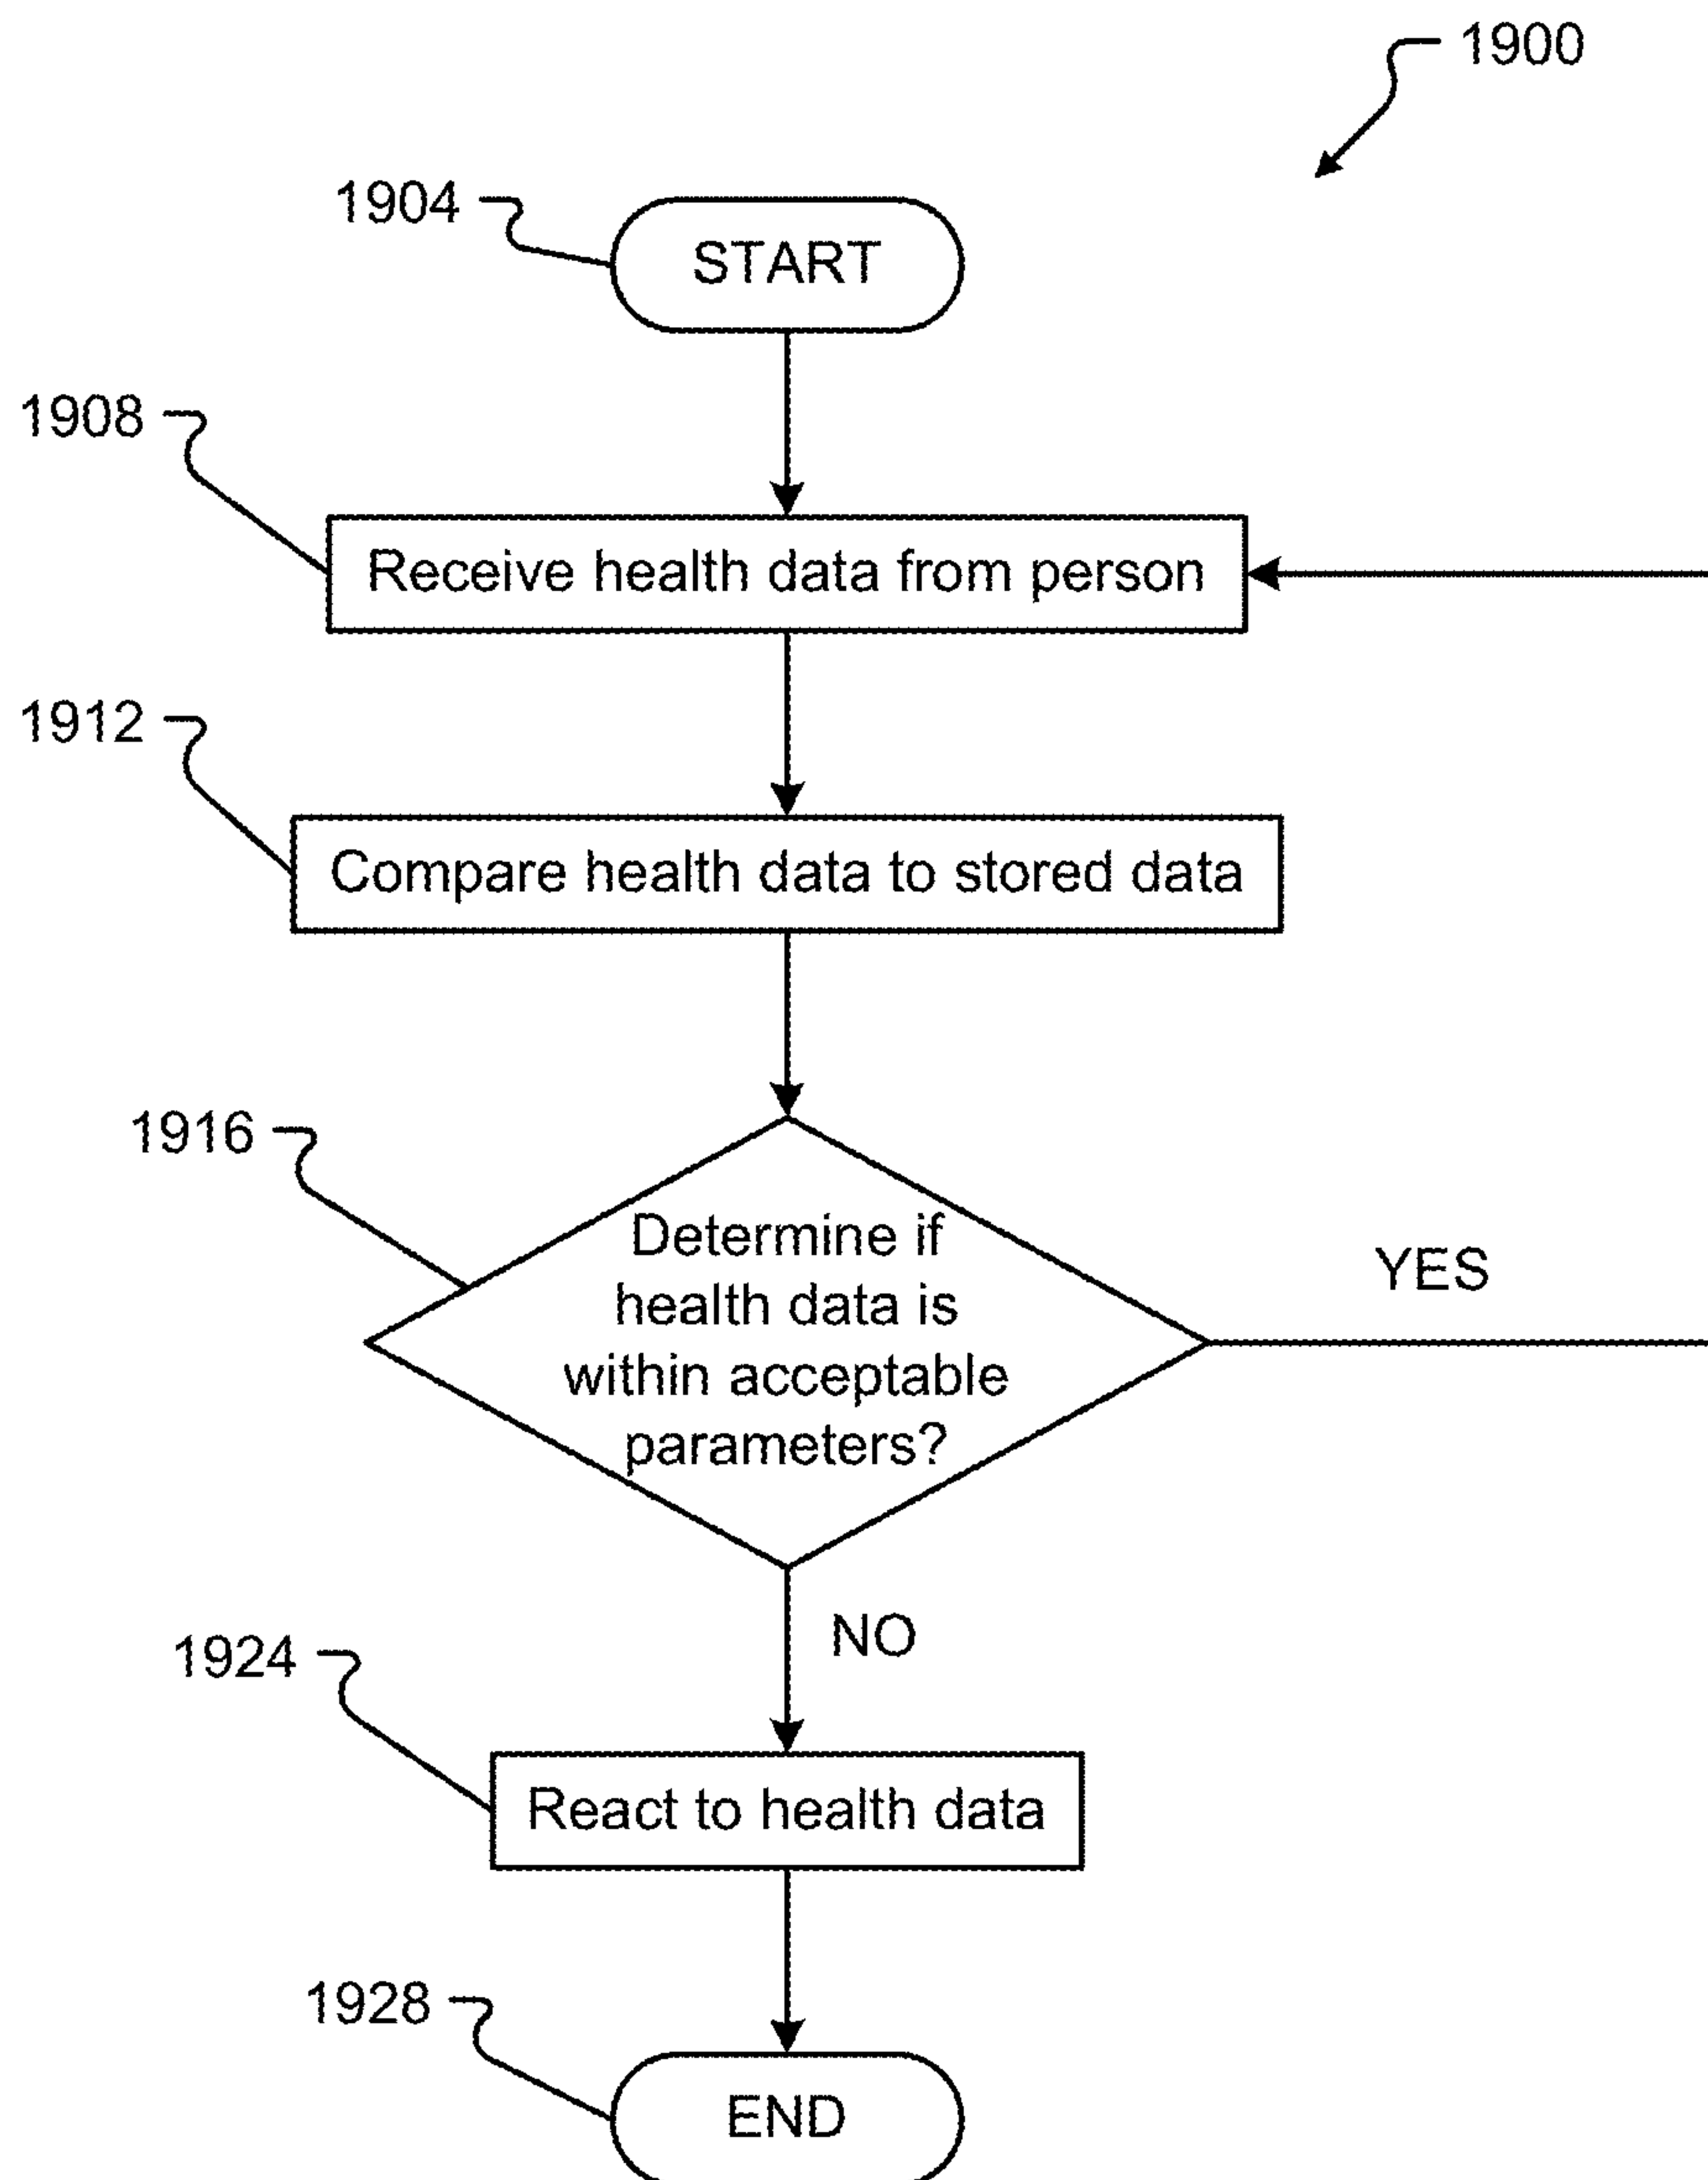 1900
1904
START
1908
Receive health data from person
1912
Compare health data to stored data
1916
Determine if
health data is
within acceptable
parameters?
YES
NO
1924
React to health data
1928
END